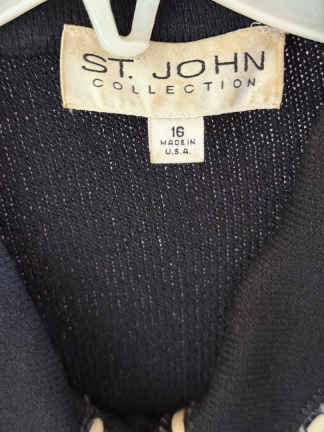 ST. JOHN
COLLECTION
16
MADE IN
U.S.A.